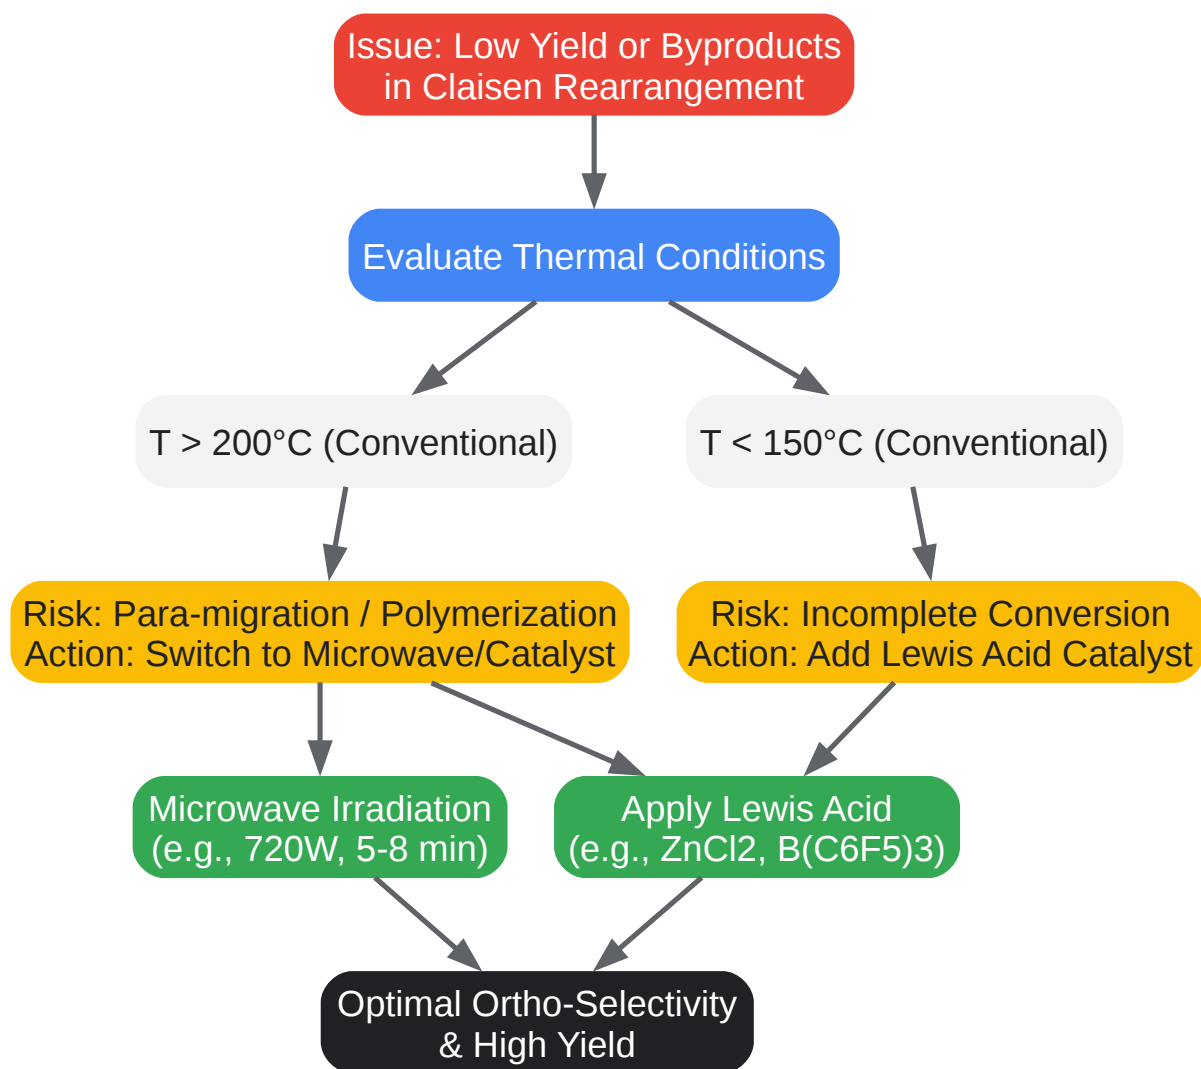 Issue: Low Yield or Byproducts
in Claisen Rearrangement
Evaluate Thermal Conditions
T > 200°C (Conventional)
T < 150°C (Conventional)
Risk: Para-migration / Polymerization
Action: Switch to Microwave/Catalyst
Risk: Incomplete Conversion
Action: Add Lewis Acid Catalyst
Microwave Irradiation
(e.g., 720W, 5-8 min)
Apply Lewis Acid
(e.g., ZnCl2, B(C6F5)3)
Optimal Ortho-Selectivity
& High Yield